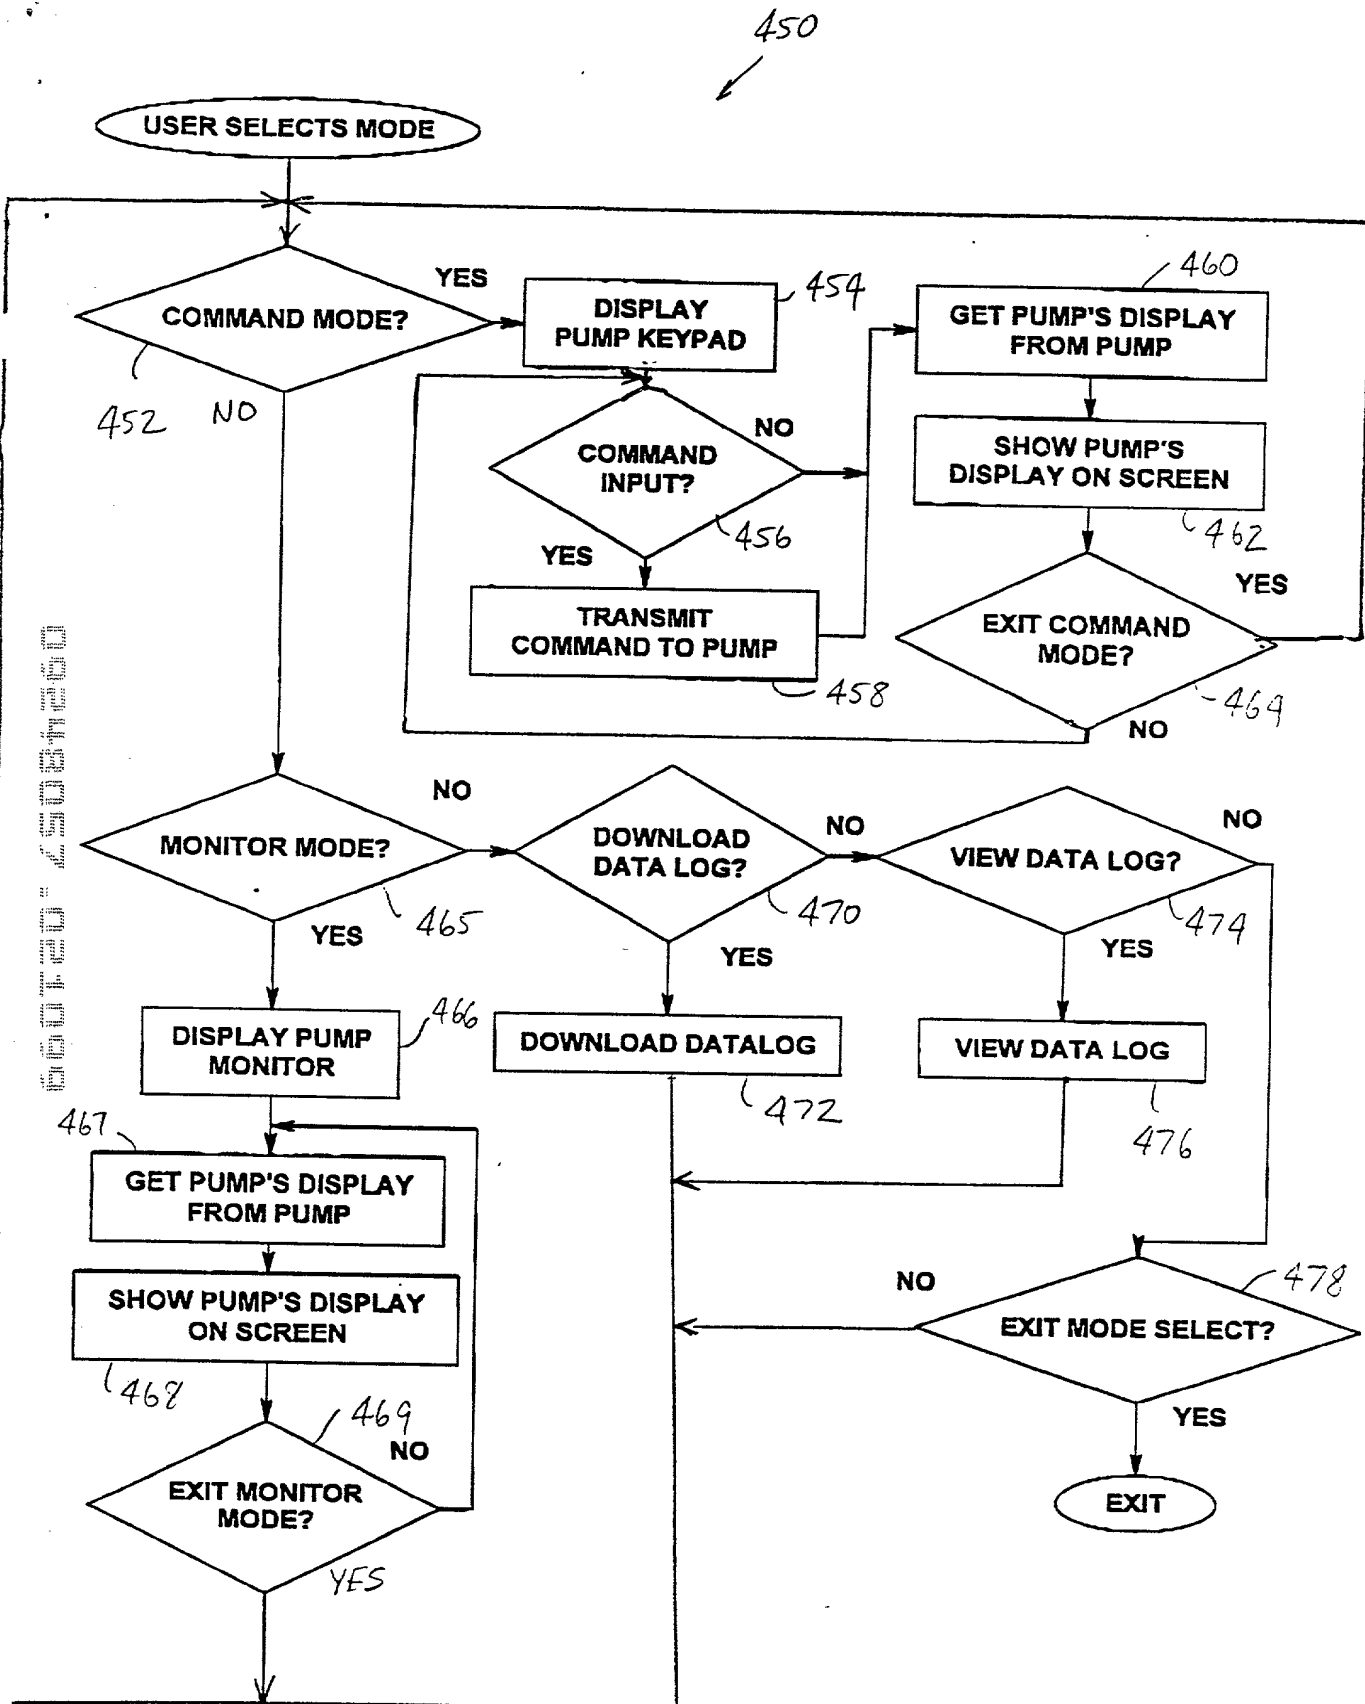 450
USER SELECTS MODE
COMMAND MODE?
YES
452
NO
DISPLAY
PUMP KEYPAD
454
COMMAND
INPUT?
NO
456
YES
TRANSMIT
COMMAND TO PUMP
458
460
GET PUMP'S DISPLAY
FROM PUMP
SHOW PUMP'S
DISPLAY ON SCREEN
462
YES
EXIT COMMAND
MODE?
464
NO
MONITOR MODE?
NO
465
YES
DOWNLOAD
DATA LOG?
NO
470
YES
VIEW DATA LOG?
NO
474
YES
DISPLAY PUMP
MONITOR
466
DOWNLOAD DATALOG
472
VIEW DATA LOG
476
467
GET PUMP'S DISPLAY
FROM PUMP
SHOW PUMP'S DISPLAY
ON SCREEN
468
469
NO
EXIT MONITOR
MODE?
YES
NO
478
EXIT MODE SELECT?
YES
EXIT